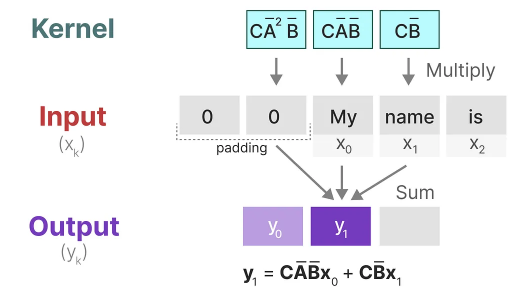 Kernel
CA̅²B̅ CA̅B̅ CB̅
Multiply
Input
(xₖ)
0 0 My name is
padding
x₀ x₁ x₂
Sum
Output
(yₖ)
y₀ y₁
y₁ = CA̅B̅x₀ + CB̅x₁